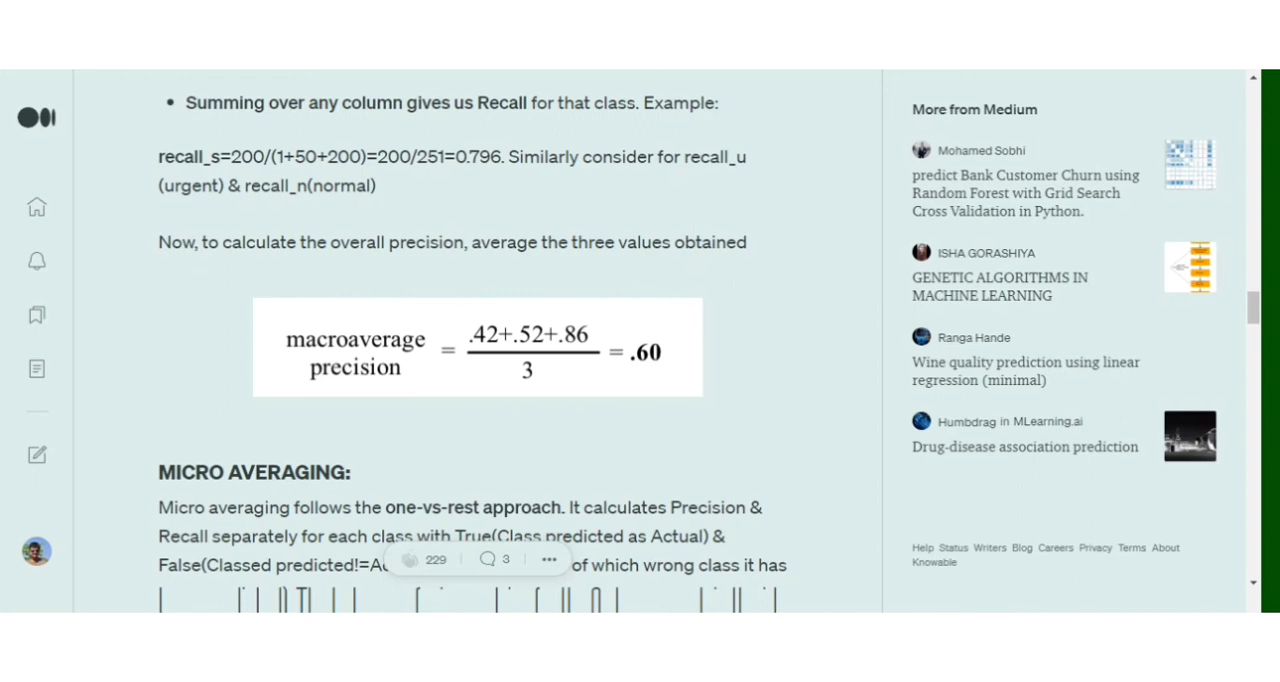 • Summing over any column gives us Recall for that class. Example:
recall_s=200/(1+50+200)=200/251=0.796. Similarly consider for recall_u
(urgent) & recall_n(normal)
Now, to calculate the overall precision, average the three values obtained
macroaverage precision = .42+.52+.86 / 3 = .60
MICRO AVERAGING:
Micro averaging follows the one-vs-rest approach. It calculates Precision &
Recall separately for each class with True(Class predicted as Actual) &
False(Classed predicted!=A of which wrong class it has
229
3
More from Medium
Mohamed Sobhi
predict Bank Customer Churn using
Random Forest with Grid Search
Cross Validation in Python.
ISHA GORASHIYA
GENETIC ALGORITHMS IN
MACHINE LEARNING
Ranga Hande
Wine quality prediction using linear
regression (minimal)
Humbdrag in MLearning.ai
Drug-disease association prediction
Help Status Writers Blog Careers Privacy Terms About
Knowable